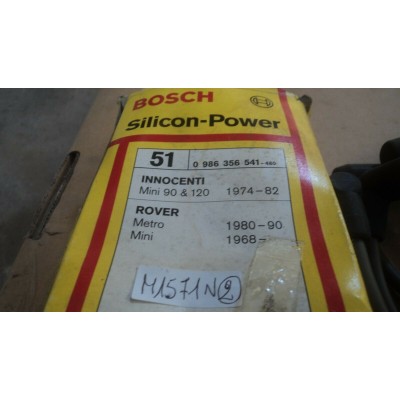 BOSCH
Silicon-Power
51 0 986 356 541-
INNOCENTI
Mini 90 & 120 1974-82
ROVER
Metro 1980-90
Mini 1968-
M1571N 2